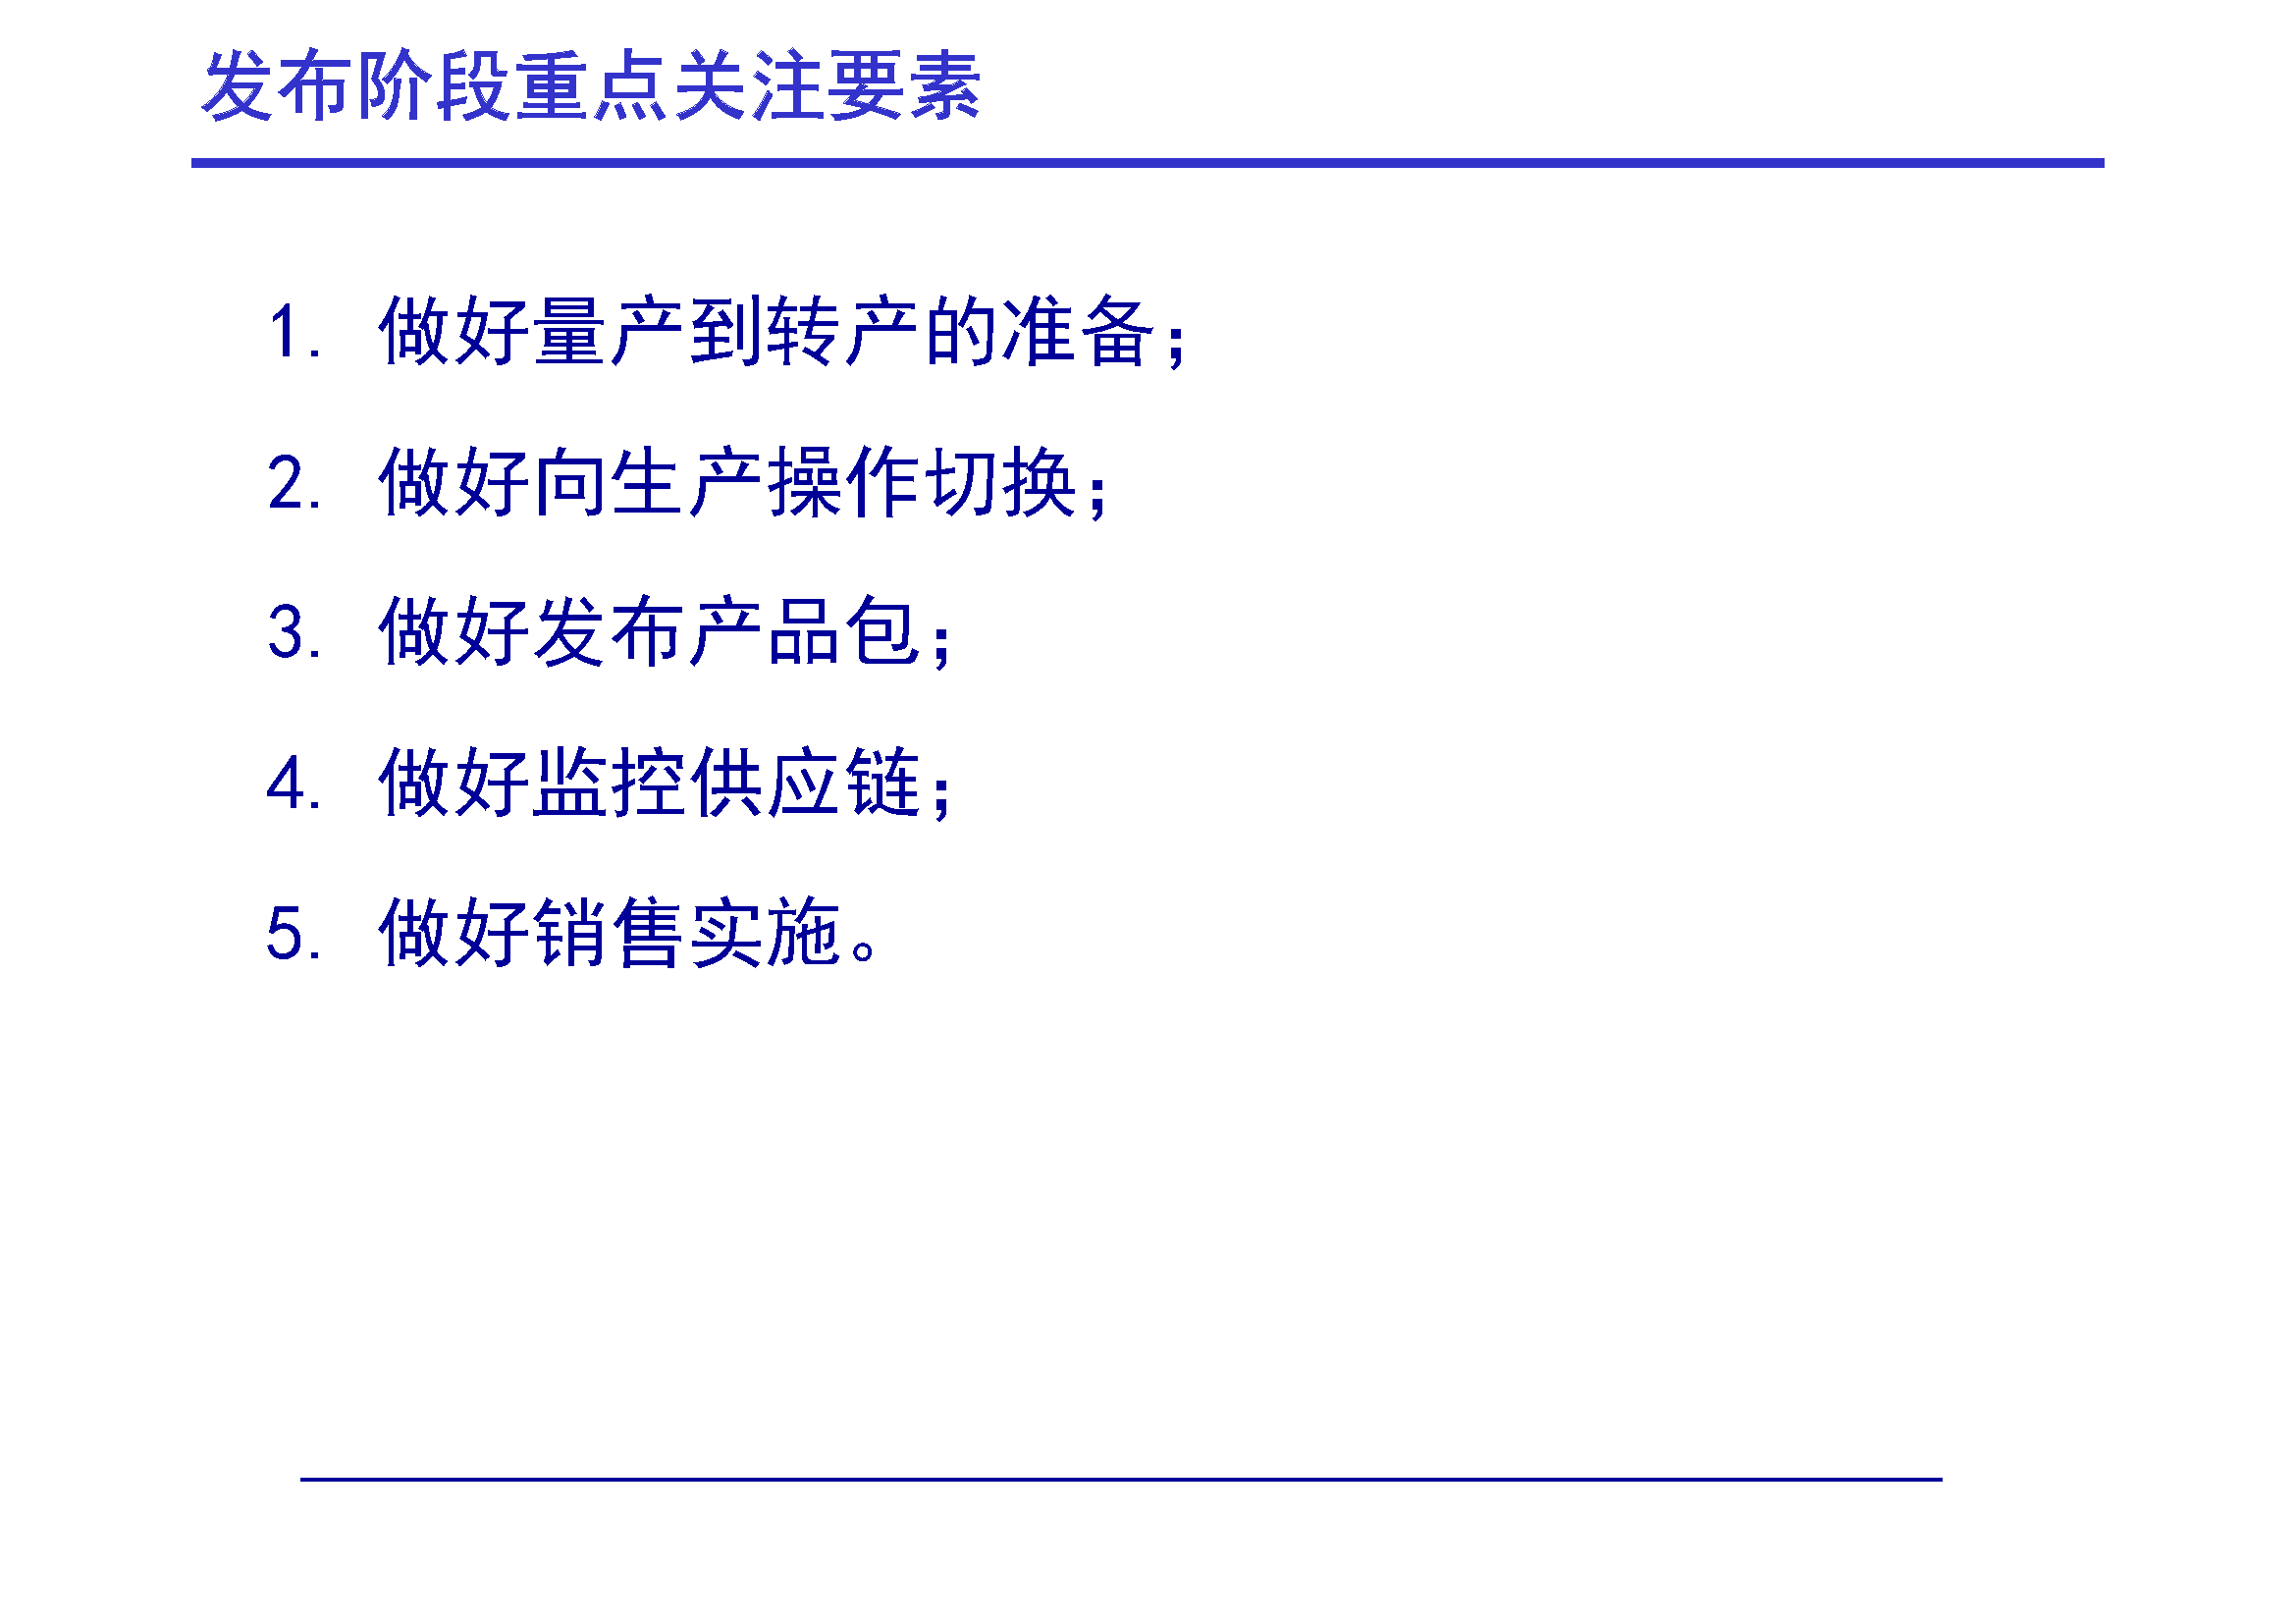 发布阶段重点关注要素
1. 做好量产到转产的准备；
2. 做好向生产操作切换；
3. 做好发布产品包；
4. 做好监控供应链；
5. 做好销售实施。